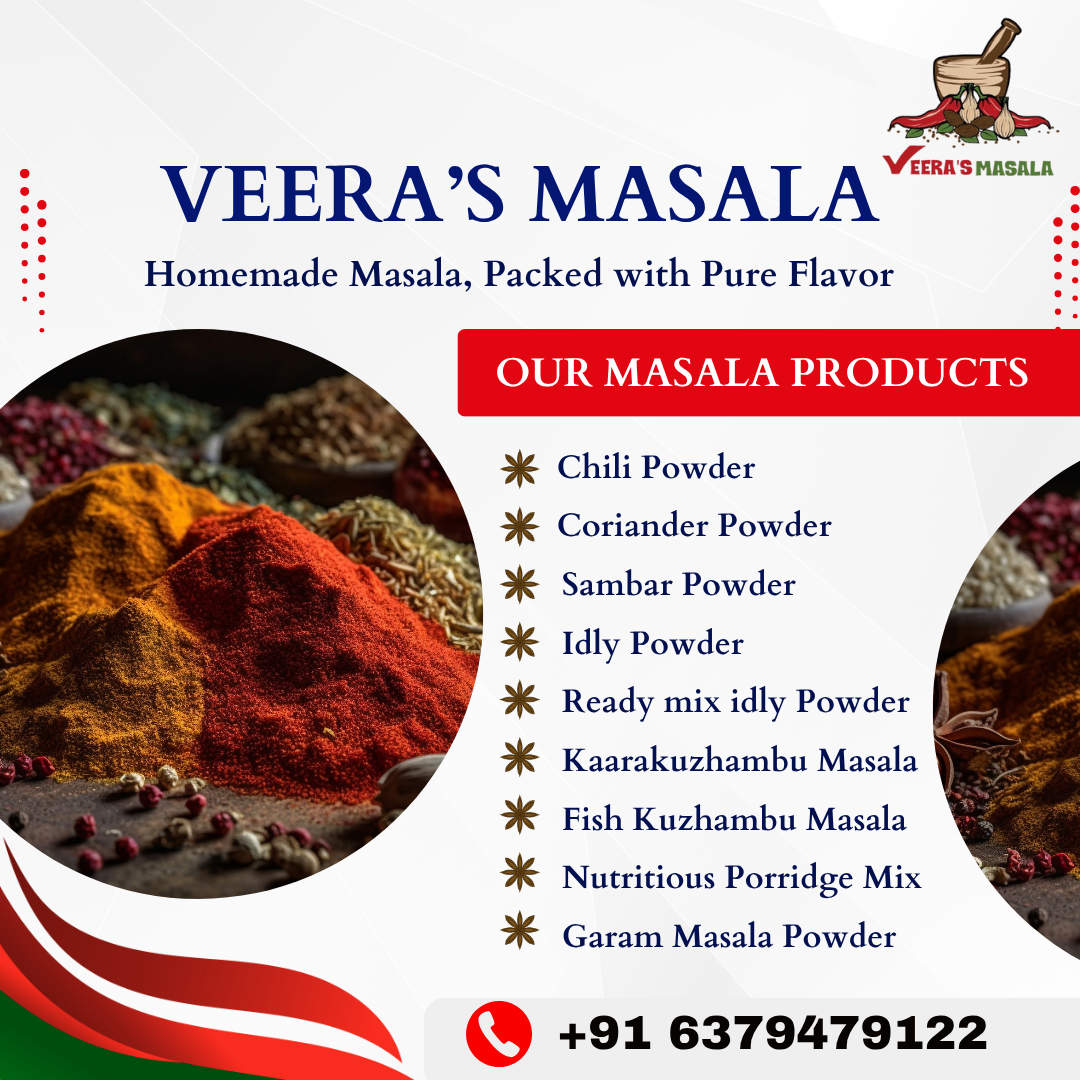 VEERA'S MASALA
VEERA’S MASALA
Homemade Masala, Packed with Pure Flavor
OUR MASALA PRODUCTS
Chili Powder
Coriander Powder
Sambar Powder
Idly Powder
Ready mix idly Powder
Kaarakuzhambu Masala
Fish Kuzhambu Masala
Nutritious Porridge Mix
Garam Masala Powder
+91 6379479122